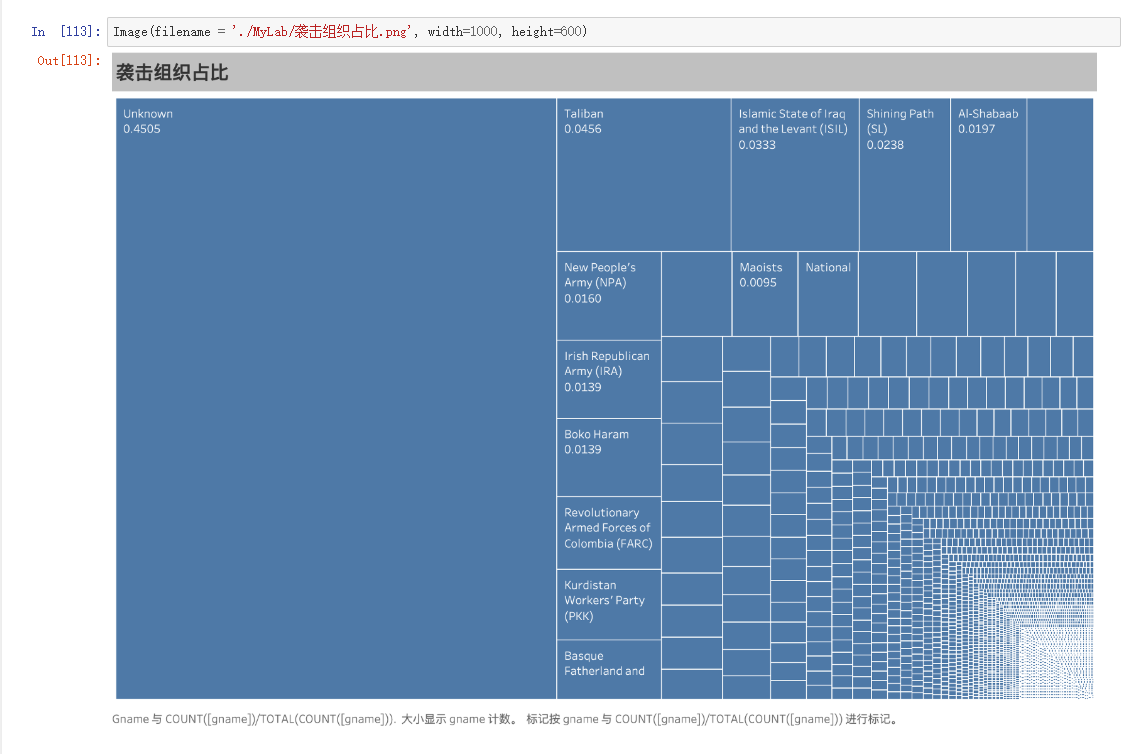 In [113]: Image(filename = './MyLab/袭击组织占比.png', width=1000, height=600)
Out[113]:
袭击组织占比
Unknown
0.4505
Taliban
0.0456
Islamic State of Iraq
and the Levant (ISIL)
0.0333
Shining Path
(SL)
0.0238
Al-Shabaab
0.0197
New People's
Army (NPA)
0.0160
Maoists
0.0095
National
Irish Republican
Army (IRA)
0.0139
Boko Haram
0.0139
Revolutionary
Armed Forces of
Colombia (FARC)
Kurdistan
Workers' Party
(PKK)
Basque
Fatherland and
Gname 与 COUNT([gname])/TOTAL(COUNT([gname])). 大小显示 gname 计数。 标记按 gname 与 COUNT([gname])/TOTAL(COUNT([gname])) 进行标记。